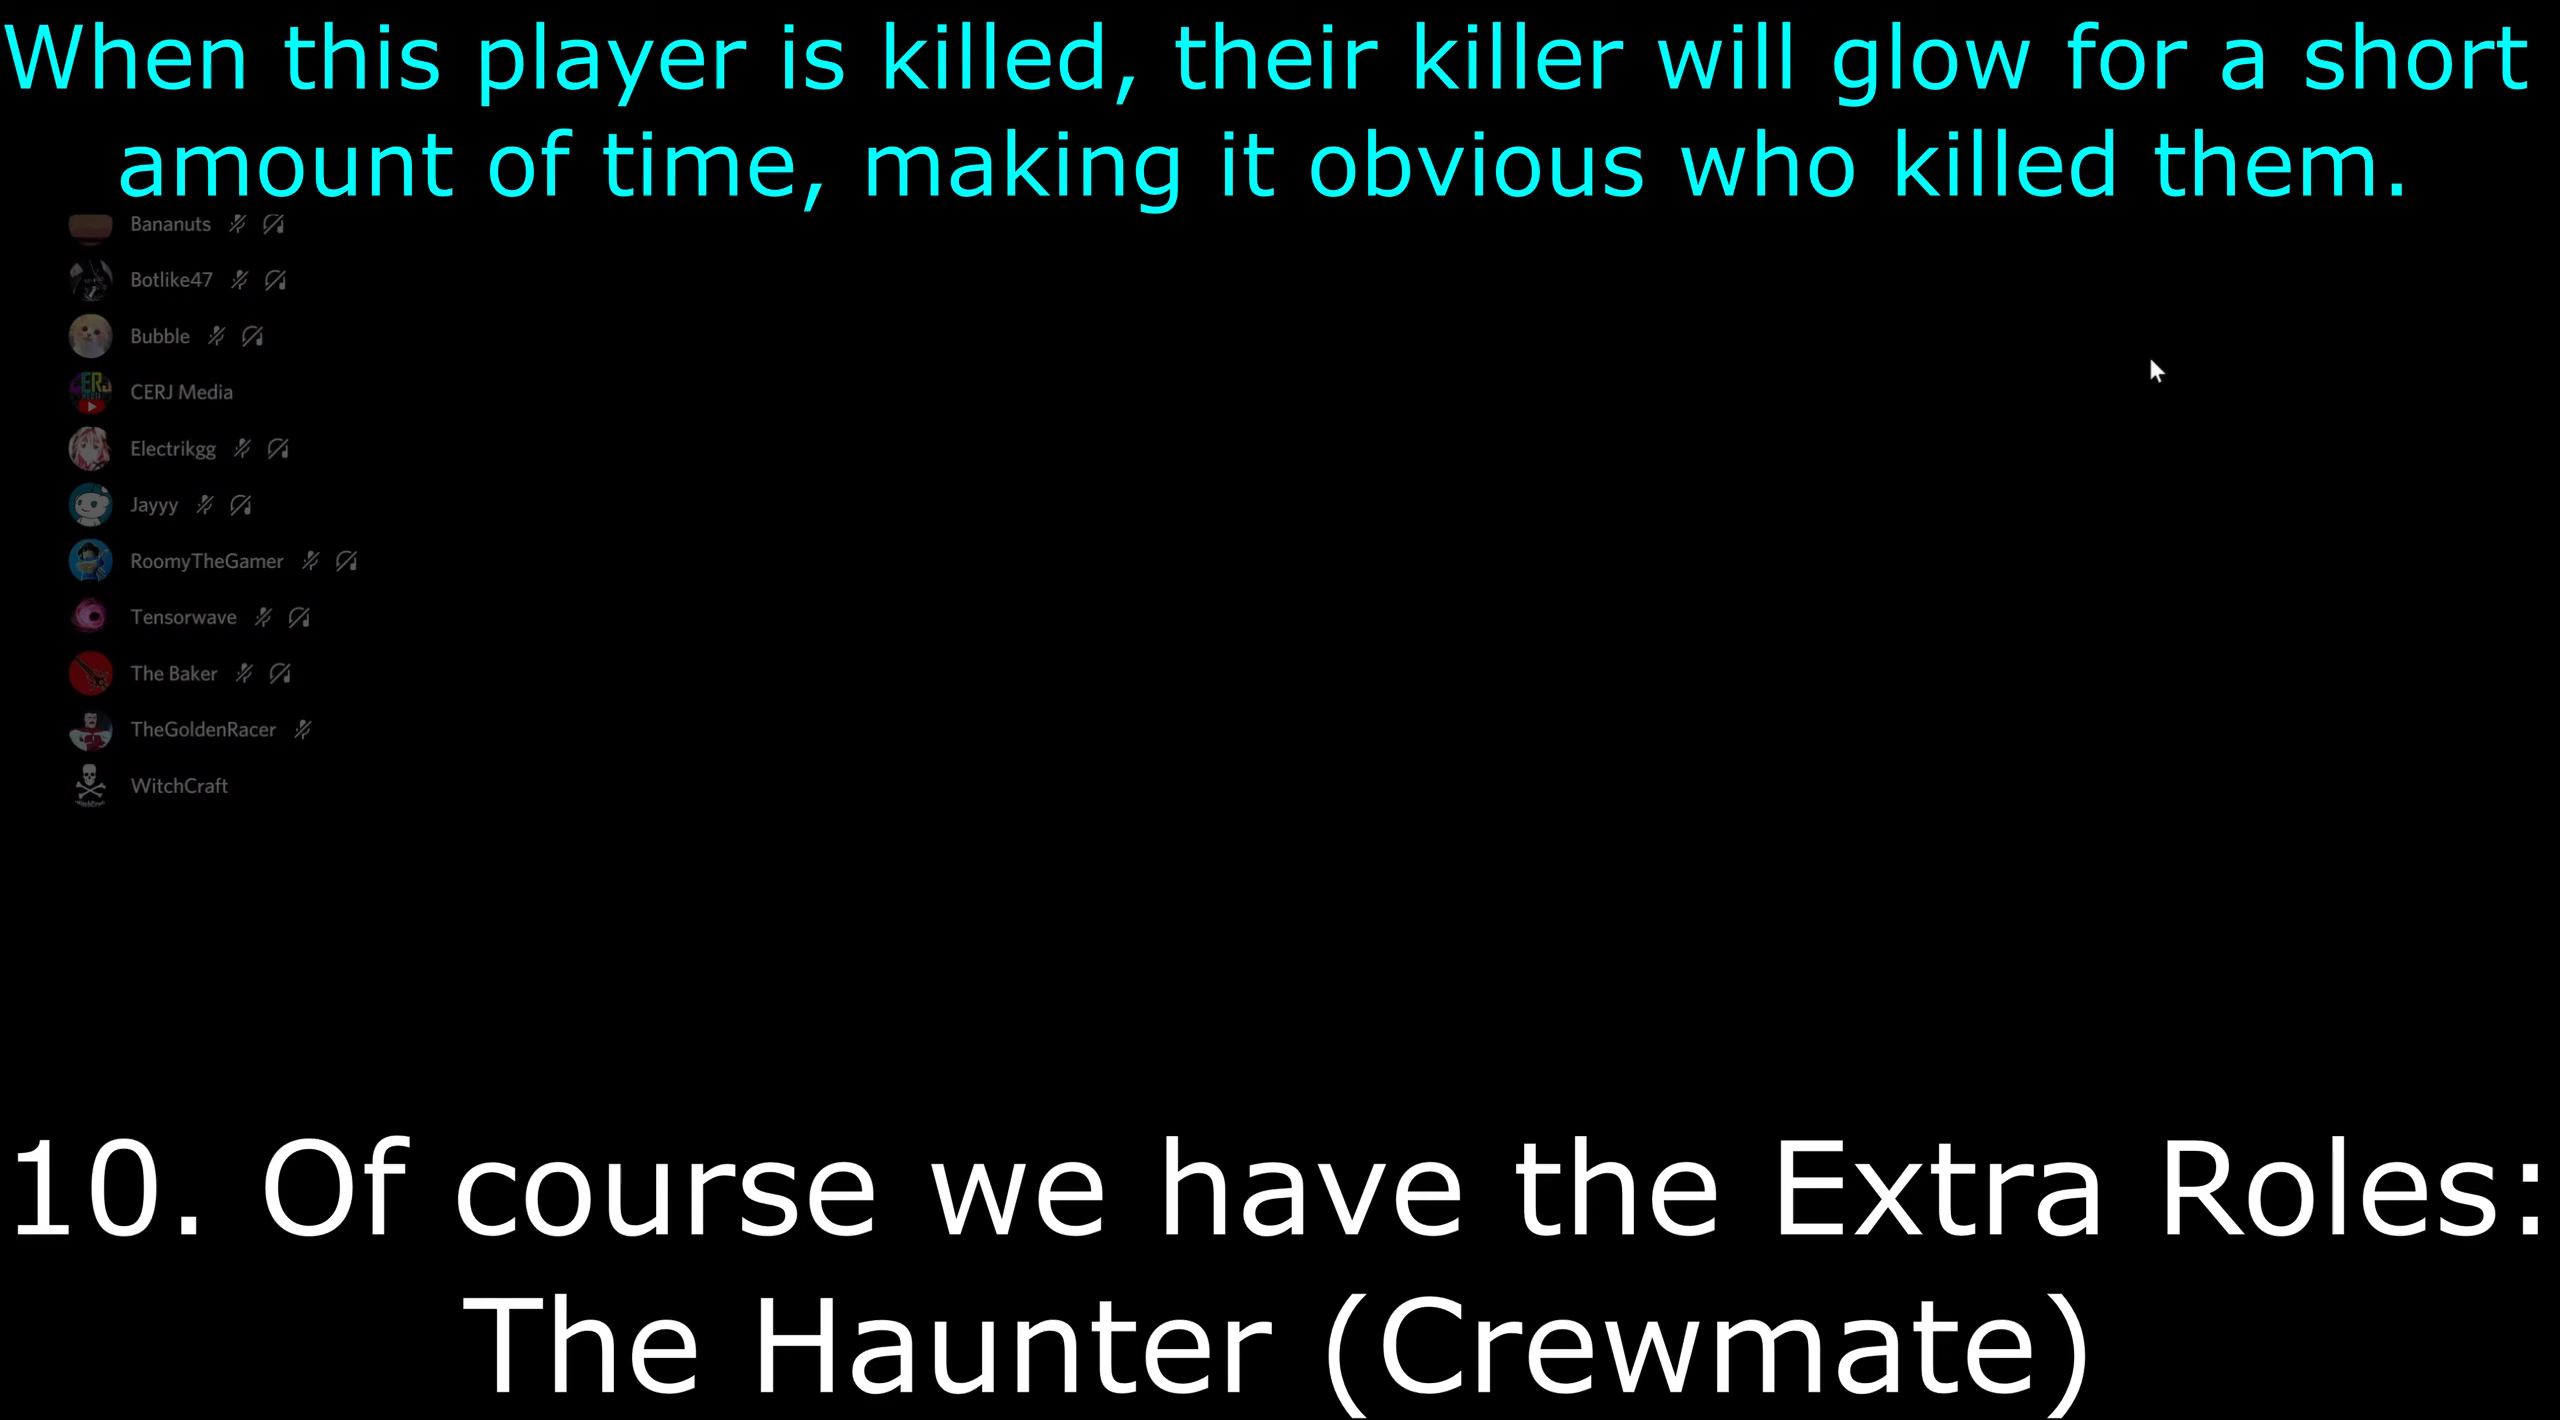 When this player is killed, their killer will glow for a short
amount of time, making it obvious who killed them.
Bananuts
Botlike47
Bubble
CERJ
CERJ Media
Electrikgg
Jayyy
RoomyTheGamer
Tensorwave
The Baker
TheGoldenRacer
WitchCraft
10. Of course we have the Extra Roles:
The Haunter (Crewmate)